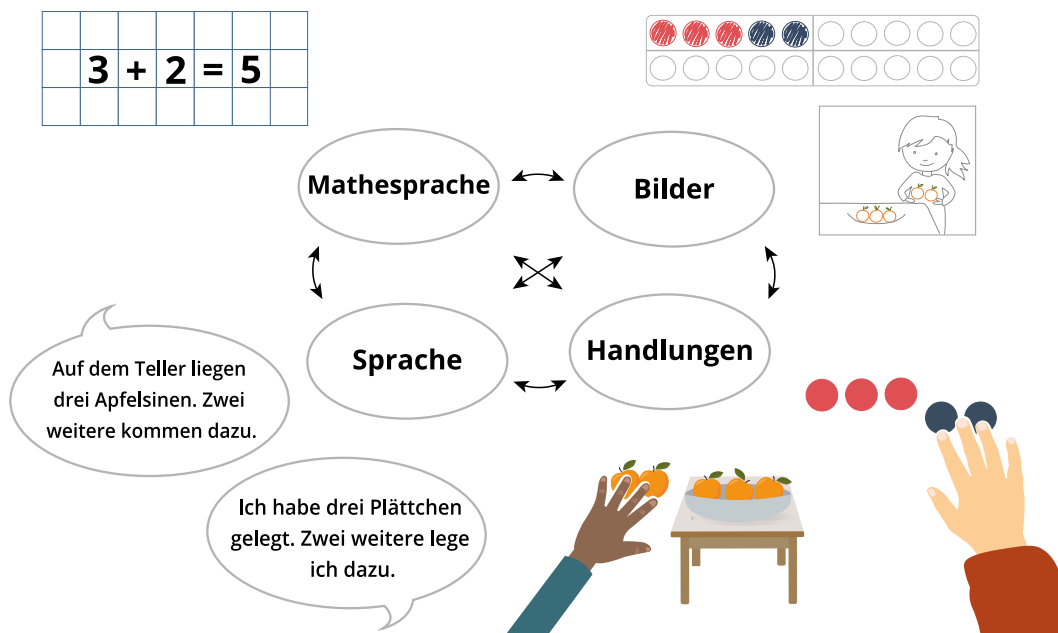 3 + 2 = 5
Mathesprache
Bilder
Sprache
Handlungen
Auf dem Teller liegen
drei Apfelsinen. Zwei
weitere kommen dazu.
Ich habe drei Plättchen
gelegt. Zwei weitere lege
ich dazu.